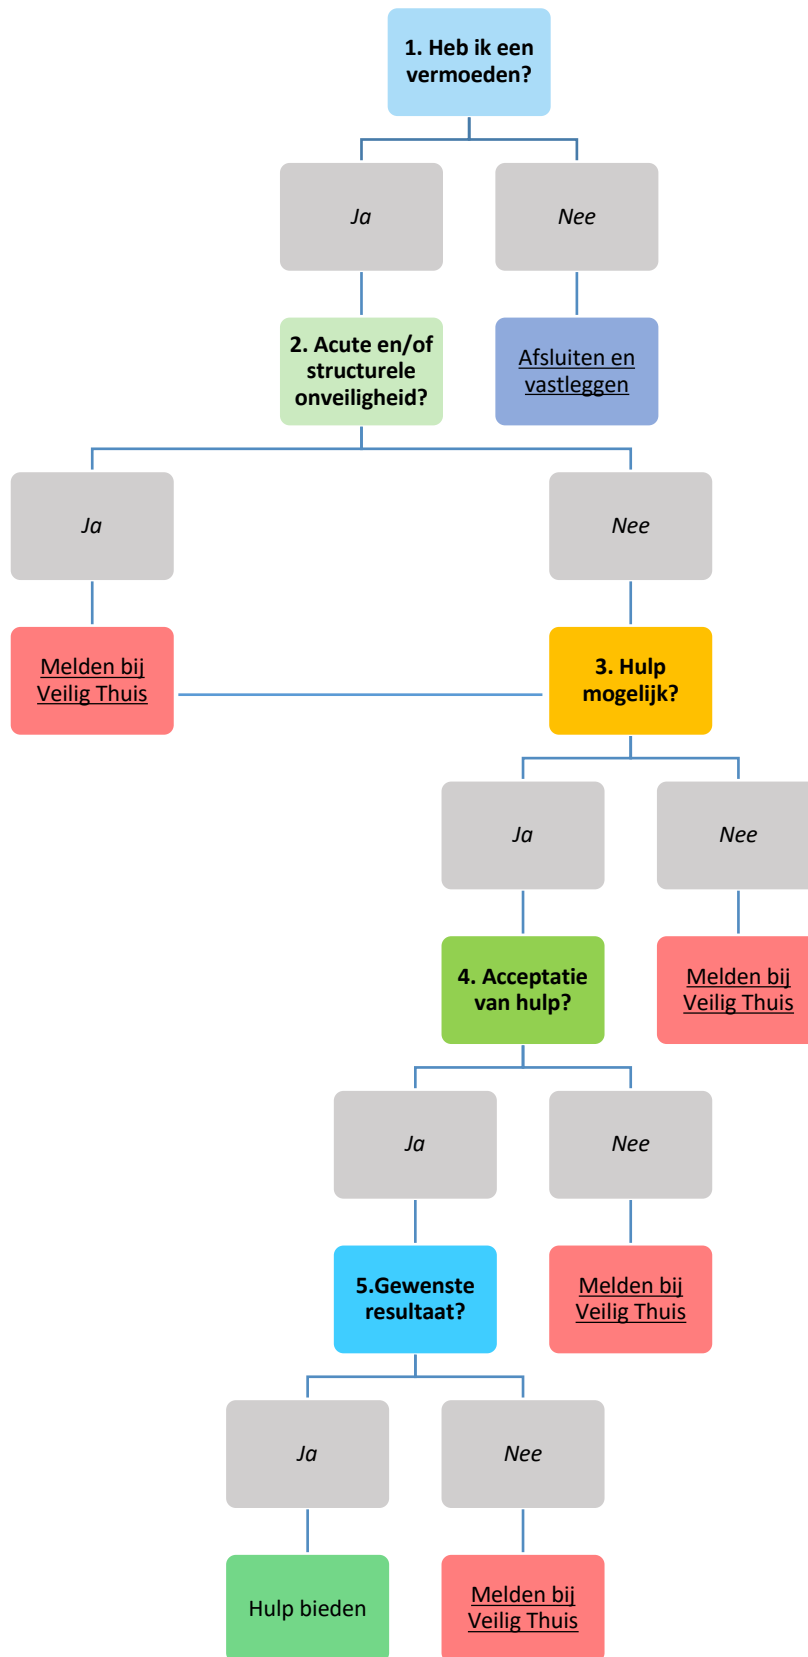 1. Heb ik een
vermoeden?
Ja
Nee
2. Acute en/of
structurele
onveiligheid?
Afsluiten en
vastleggen
Ja
Nee
Melden bij
Veilig Thuis
3. Hulp
mogelijk?
Ja
Nee
4. Acceptatie
van hulp?
Melden bij
Veilig Thuis
Ja
Nee
5.Gewenste
resultaat?
Melden bij
Veilig Thuis
Ja
Nee
Hulp bieden
Melden bij
Veilig Thuis